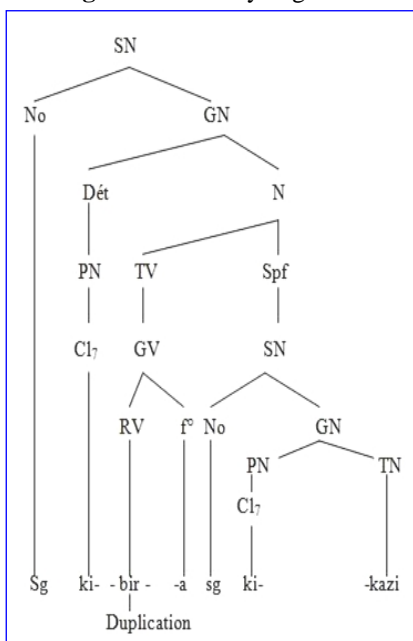 SN
No GN
Dét N
PN TV Spf
Cl₇ GV SN
RV f° No GN
PN TN
Cl₇
Sg ki- - bir - -a sg ki- -kazi
Duplication